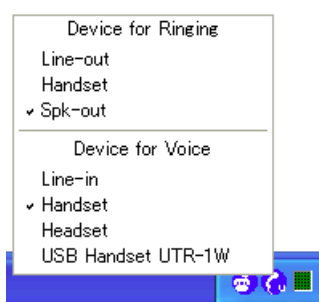 Device for Ringing
Line-out
Handset
Spk-out
Device for Voice
Line-in
Handset
Headset
USB Handset UTR-1W